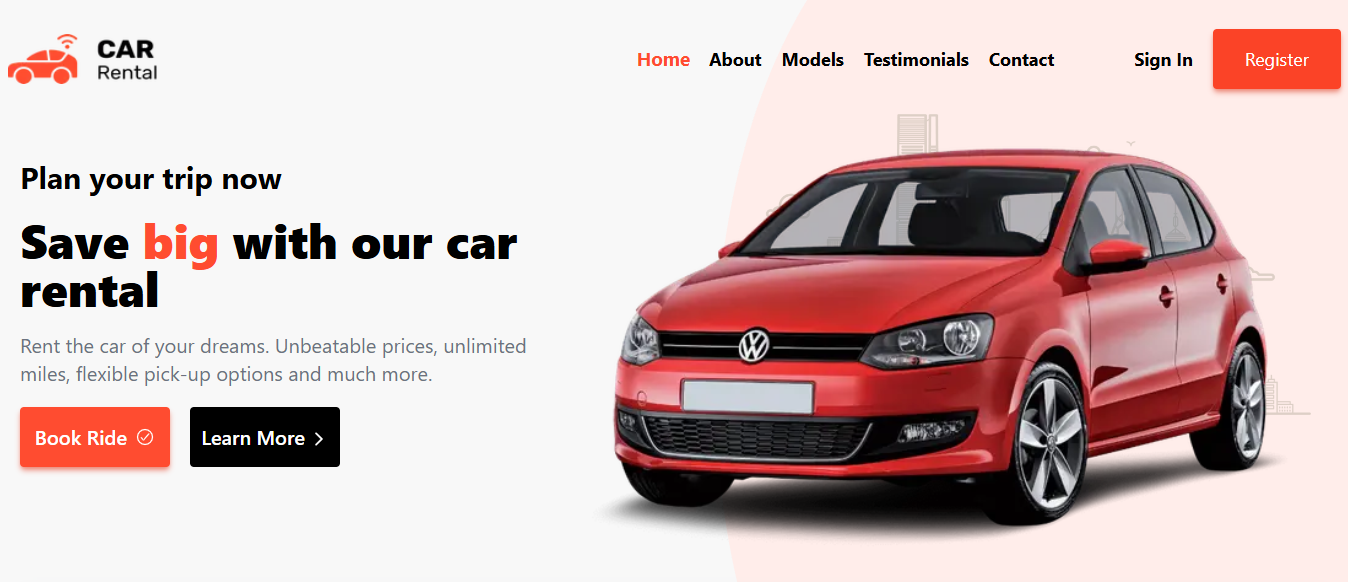 CAR
Rental
Home About Models Testimonials Contact Sign In Register
Plan your trip now
Save big with our car
rental
Rent the car of your dreams. Unbeatable prices, unlimited
miles, flexible pick-up options and much more.
Book Ride
Learn More